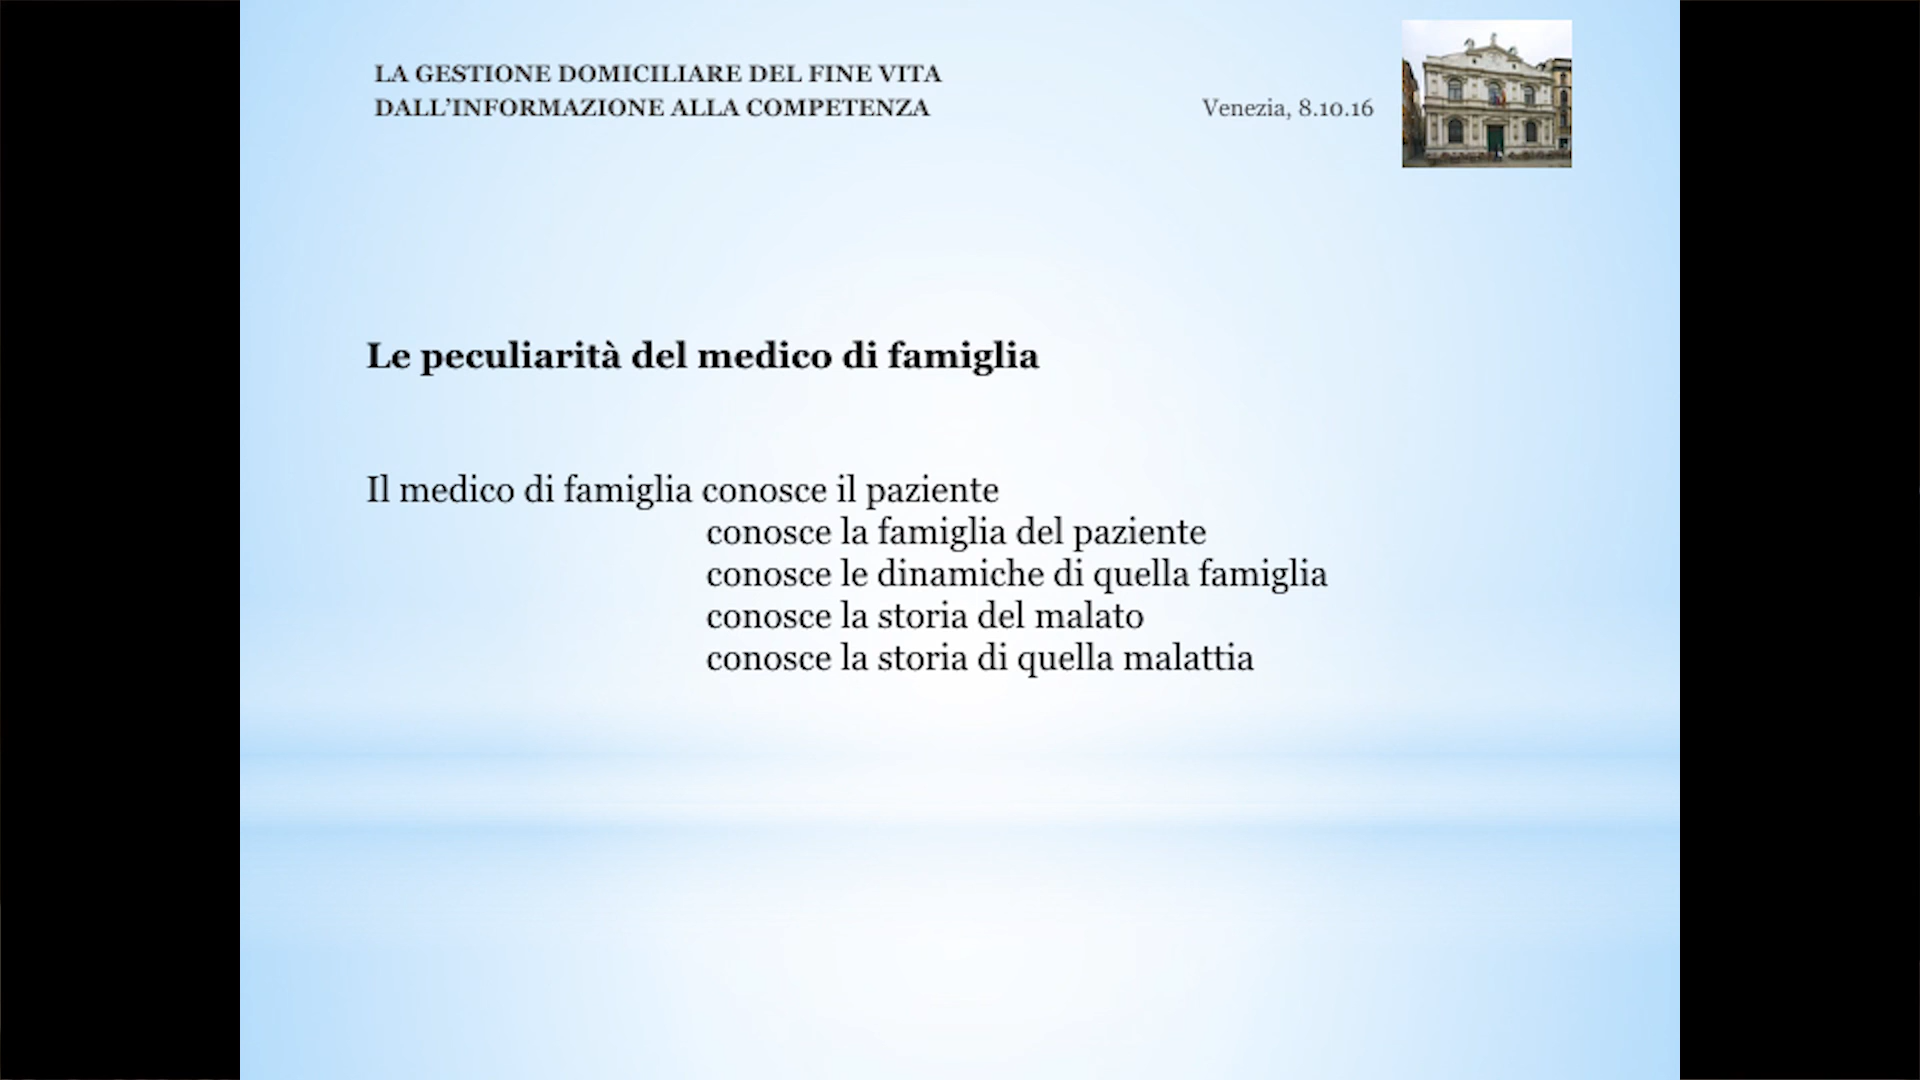 LA GESTIONE DOMICILIARE DEL FINE VITA
DALL'INFORMAZIONE ALLA COMPETENZA
Venezia, 8.10.16
Le peculiarità del medico di famiglia
Il medico di famiglia conosce il paziente
conosce la famiglia del paziente
conosce le dinamiche di quella famiglia
conosce la storia del malato
conosce la storia di quella malattia